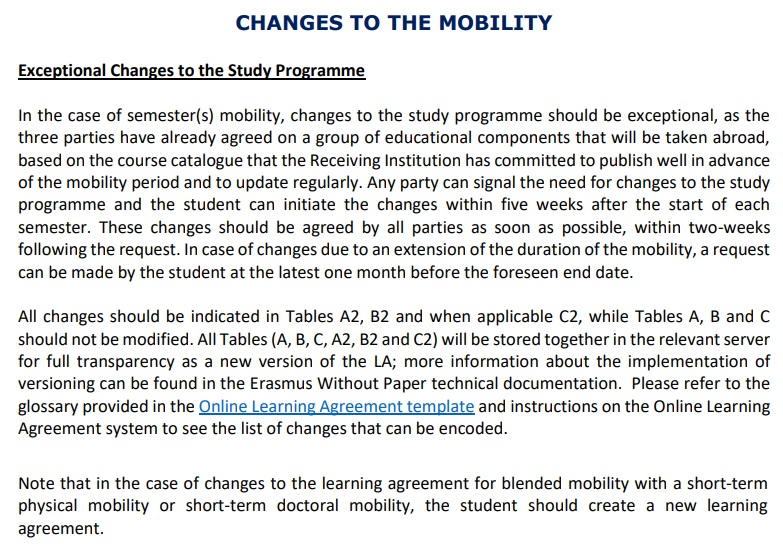 CHANGES TO THE MOBILITY
Exceptional Changes to the Study Programme
In the case of semester(s) mobility, changes to the study programme should be exceptional, as the
three parties have already agreed on a group of educational components that will be taken abroad,
based on the course catalogue that the Receiving Institution has committed to publish well in advance
of the mobility period and to update regularly. Any party can signal the need for changes to the study
programme and the student can initiate the changes within five weeks after the start of each
semester. These changes should be agreed by all parties as soon as possible, within two-weeks
following the request. In case of changes due to an extension of the duration of the mobility, a request
can be made by the student at the latest one month before the foreseen end date.
All changes should be indicated in Tables A2, B2 and when applicable C2, while Tables A, B and C
should not be modified. All Tables (A, B, C, A2, B2 and C2) will be stored together in the relevant server
for full transparency as a new version of the LA; more information about the implementation of
versioning can be found in the Erasmus Without Paper technical documentation. Please refer to the
glossary provided in the Online Learning Agreement template and instructions on the Online Learning
Agreement system to see the list of changes that can be encoded.
Note that in the case of changes to the learning agreement for blended mobility with a short-term
physical mobility or short-term doctoral mobility, the student should create a new learning
agreement.